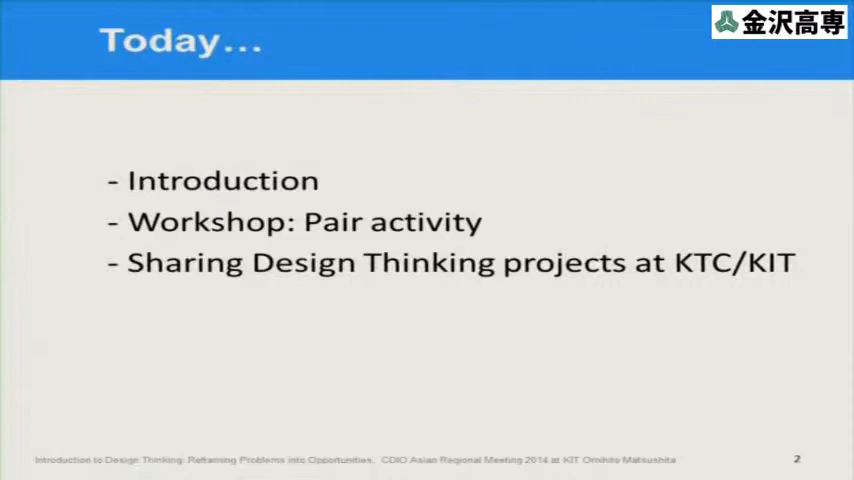 Today...
金沢高専
- Introduction
- Workshop: Pair activity
- Sharing Design Thinking projects at KTC/KIT
Introduction to Design Thinking: Reframing Problems into Opportunities. CDIO Asian Regional Meeting 2014 at KIT Ornihito Matsushita
2